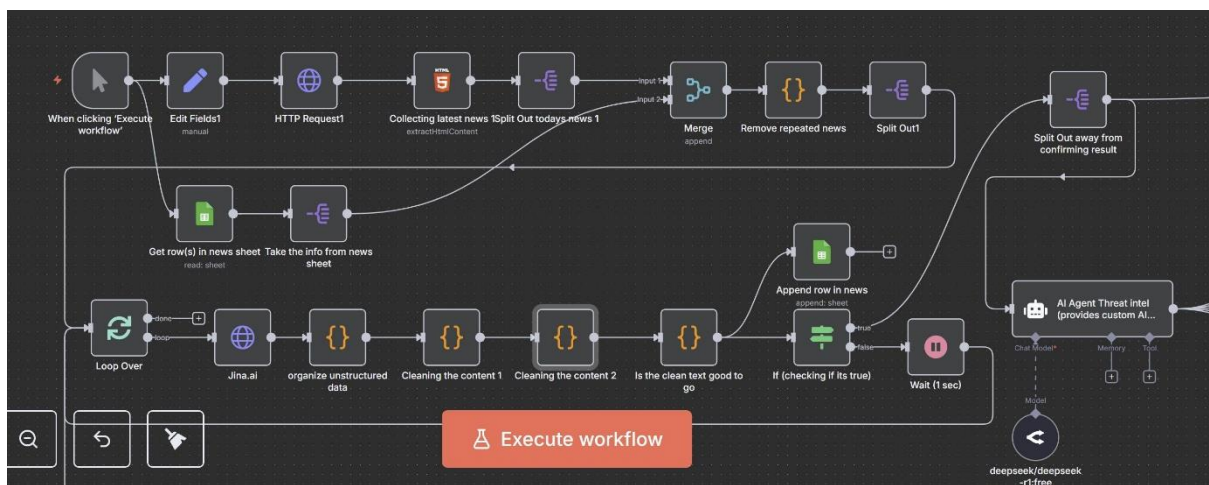 HTML
5
Input 1
Input 2
When clicking ‘Execute
workflow’
Edit Fields1
manual
HTTP Request1
Collecting latest news 1
extractHtmlContent
Split Out todays news 1
Merge
append
Remove repeated news
Split Out1
Split Out away from
confirming result
Get row(s) in news sheet
read: sheet
Take the info from news
sheet
Append row in news
append: sheet
AI Agent Threat intel
(provides custom AI...
Chat Model*
Memory
Tool
done
loop
true
false
Loop Over
Jina.ai
organize unstructured
data
Cleaning the content 1
Cleaning the content 2
Is the clean text good to
go
If (checking if its true)
Wait (1 sec)
Model
Execute workflow
deepseek/deepseek
-r1:free